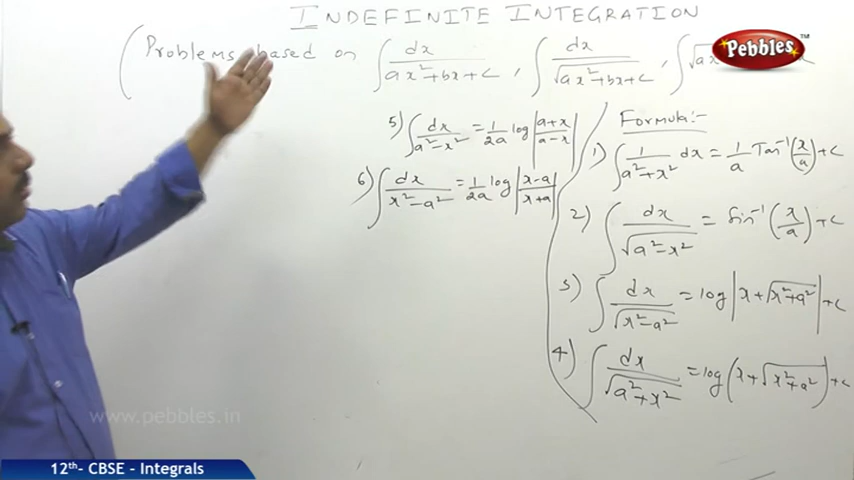 INDEFINITE INTEGRATION
Problems based on ∫ dx/(ax²+bx+c) , ∫ dx/√(ax²+bx+c) , ∫√ax
Pebbles
5) ∫ dx/(a²-x²) = 1/2a log |(a+x)/(a-x)|
6) ∫ dx/(x²-a²) = 1/2a log |(x-a)/(x+a)|
Formula:-
1) ∫ 1/(a²+x²) dx = 1/a Tan⁻¹(x/a)+c
2) ∫ dx/√(a²-x²) = Sin⁻¹(x/a)+c
3) ∫ dx/√(x²-a²) = log |x+√(x²+a²)|+c
4) ∫ dx/√(a²+x²) = log(x+√(x²+a²))+c
www.pebbles.in
12th- CBSE - Integrals